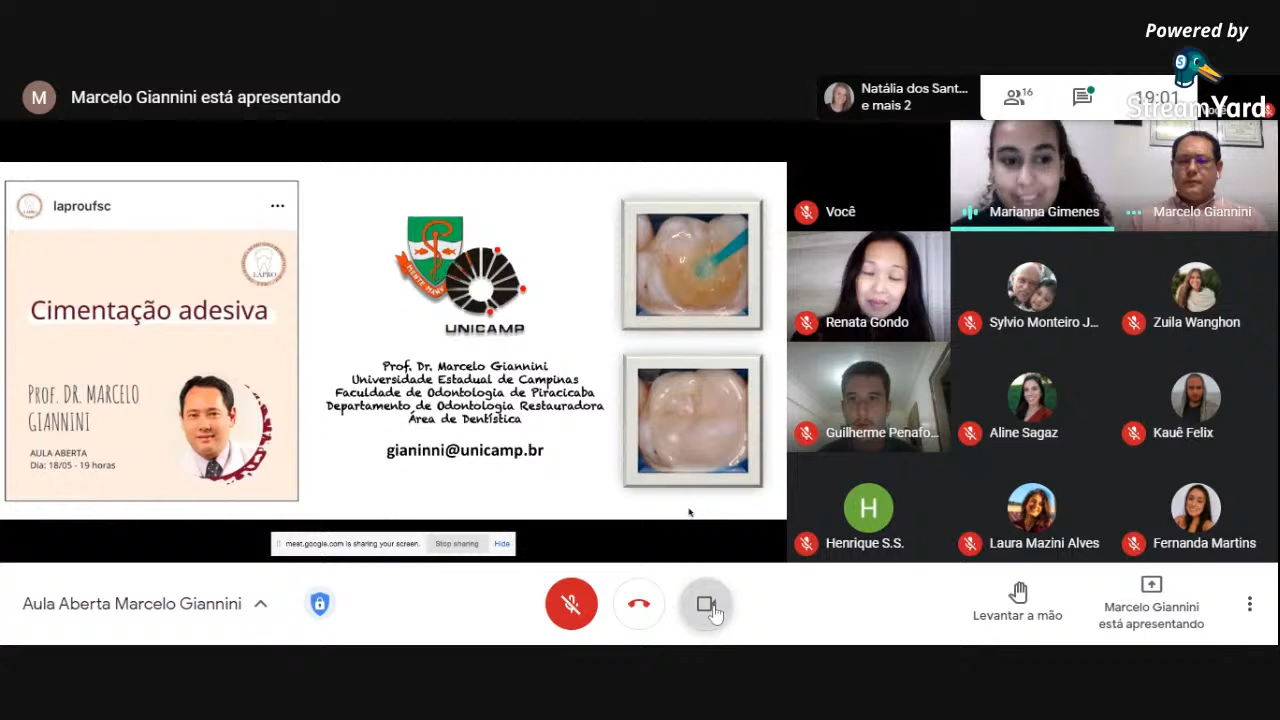 Powered by
StreamYard
M
Marcelo Giannini está apresentando
Natália dos Sant...
e mais 2
16
19:01
laproufsc
LAPRO
Cimentação adesiva
PROF. DR. MARCELO
GIANNINI
AULA ABERTA
Dia: 18/05 - 19 horas
UNICAMP
Prof. Dr. Marcelo Giannini
Universidade Estadual de Campinas
Faculdade de Odontologia de Piracicaba
Departamento de Odontologia Restauradora
Área de Dentística
gianinni@unicamp.br
Você
Marianna Gimenes
Marcelo Giannini
Renata Gondo
Sylvio Monteiro J...
Zuila Wanghon
Guilherme Penafo...
Aline Sagaz
Kauê Felix
H
Henrique S.S.
Laura Mazini Alves
Fernanda Martins
meet.google.com is sharing your screen.
Stop sharing
Hide
Aula Aberta Marcelo Giannini
Levantar a mão
Marcelo Giannini
está apresentando